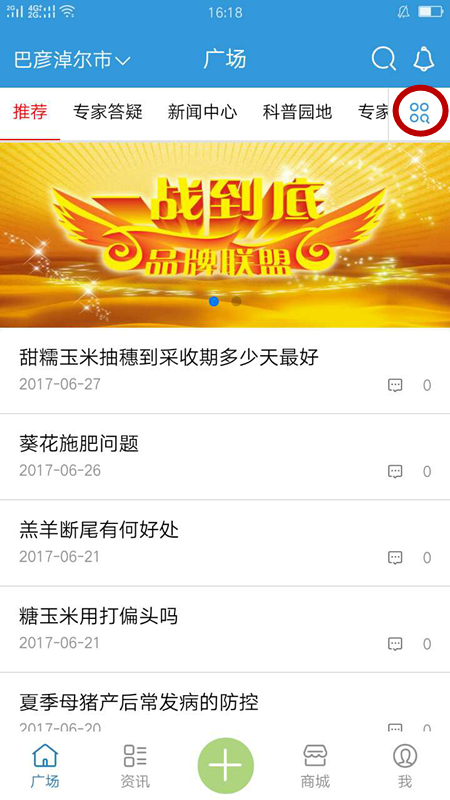 2G 4G+ 2G 16:18
巴彦淖尔市 广场
推荐 专家答疑 新闻中心 科普园地 专家
一战到底
品牌联盟
甜糯玉米抽穗到采收期多少天最好
2017-06-27 0
葵花施肥问题
2017-06-26 0
羔羊断尾有何好处
2017-06-21 0
糖玉米用打偏头吗
2017-06-21 0
夏季母猪产后常发病的防控
2017-06-20 0
广场 资讯 商城 我